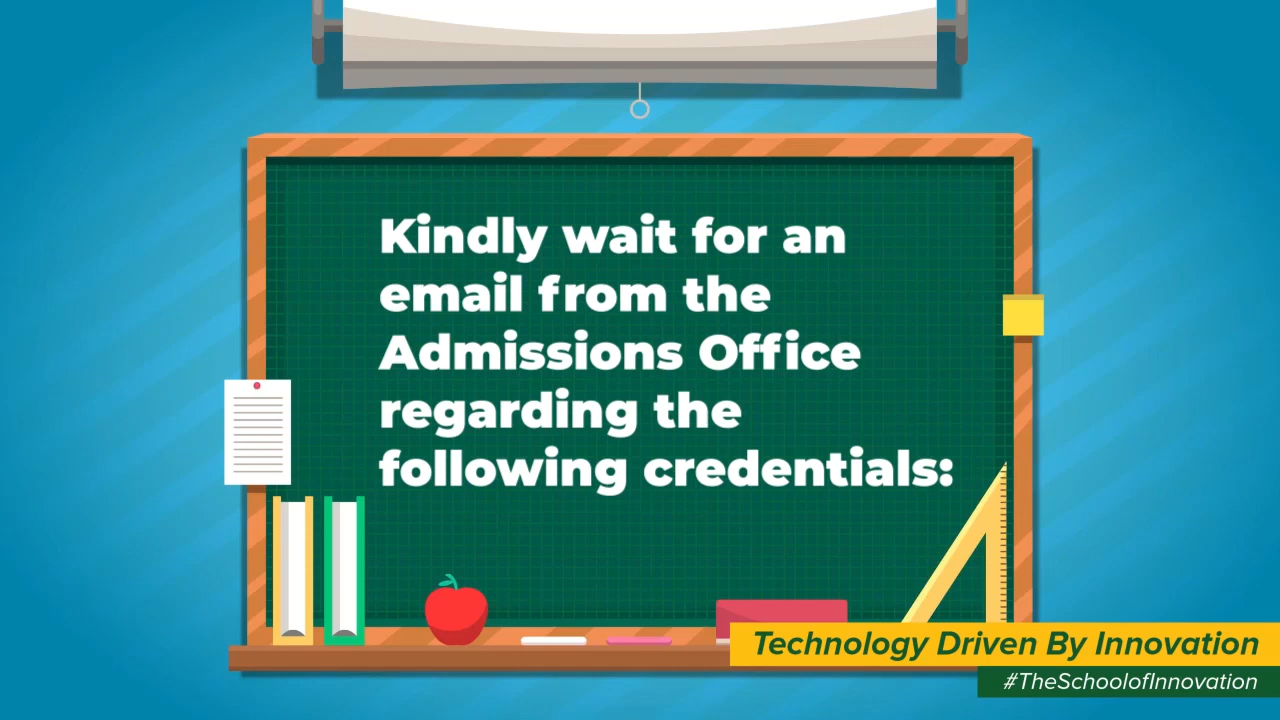 Kindly wait for an
email from the
Admissions Office
regarding the
following credentials:
Technology Driven By Innovation
#TheSchoolofInnovation